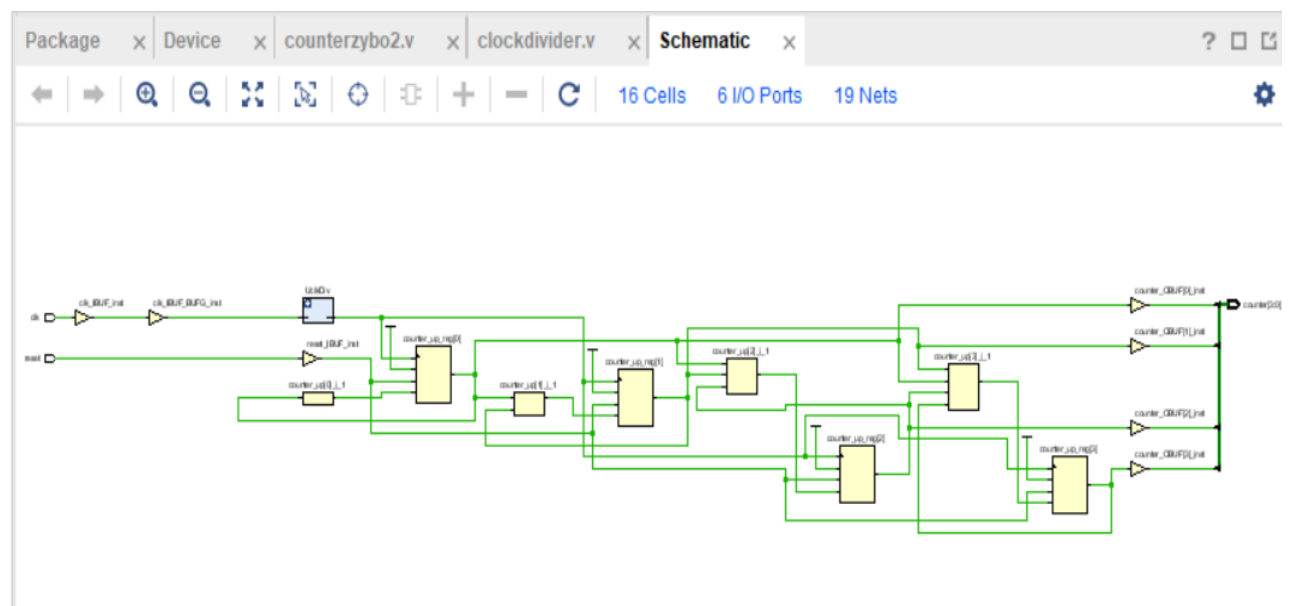 Package Device counterzybo2.v clockdivider.v Schematic
16 Cells 6 I/O Ports 19 Nets
clk_IBUF_inst
clk_IBUF_BUFG_inst
counter_OBUF[0]_inst
clk
counter[3:0]
reset_IBUF_inst
counter_up_reg[0]
counter_OBUF[1]_inst
reset
counter_up_reg[1]
counter_up[2]_i_1
counter_up[3]_i_1
counter_up[0]_i_1
counter_up[1]_i_1
counter_OBUF[2]_inst
counter_up_reg[2]
counter_up_reg[3]
counter_OBUF[3]_inst